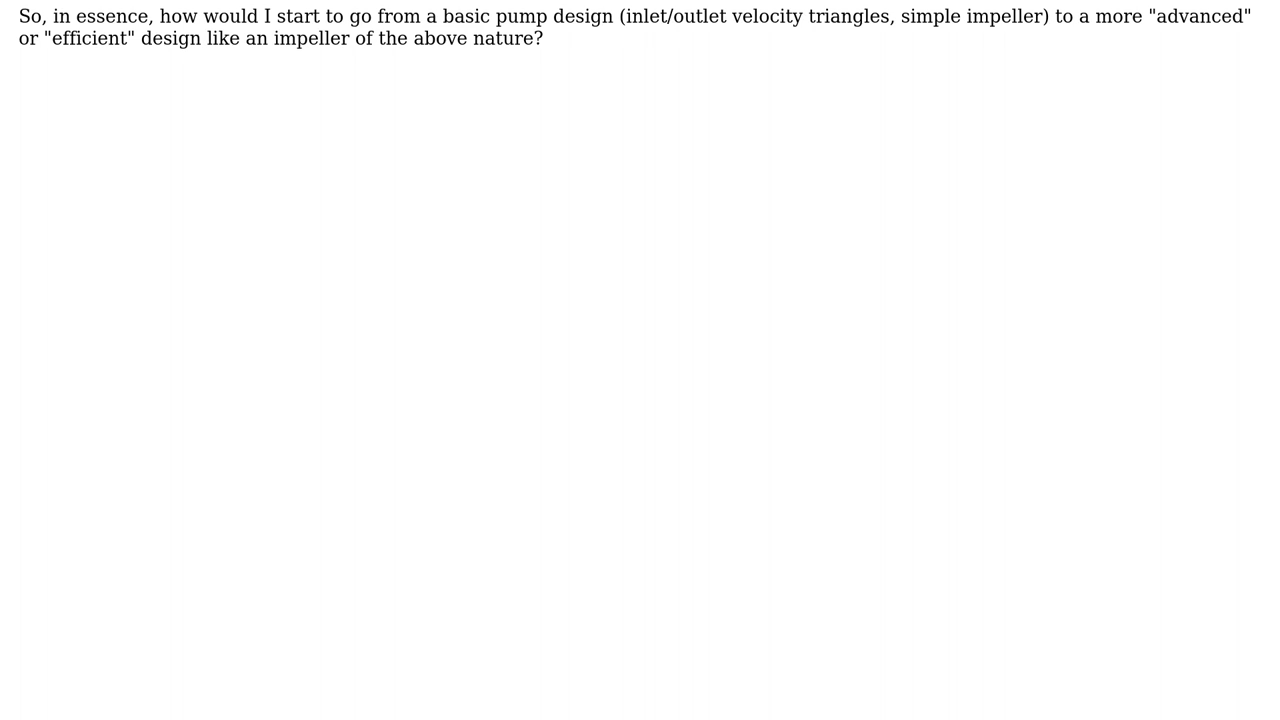 So, in essence, how would I start to go from a basic pump design (inlet/outlet velocity triangles, simple impeller) to a more "advanced"
or "efficient" design like an impeller of the above nature?